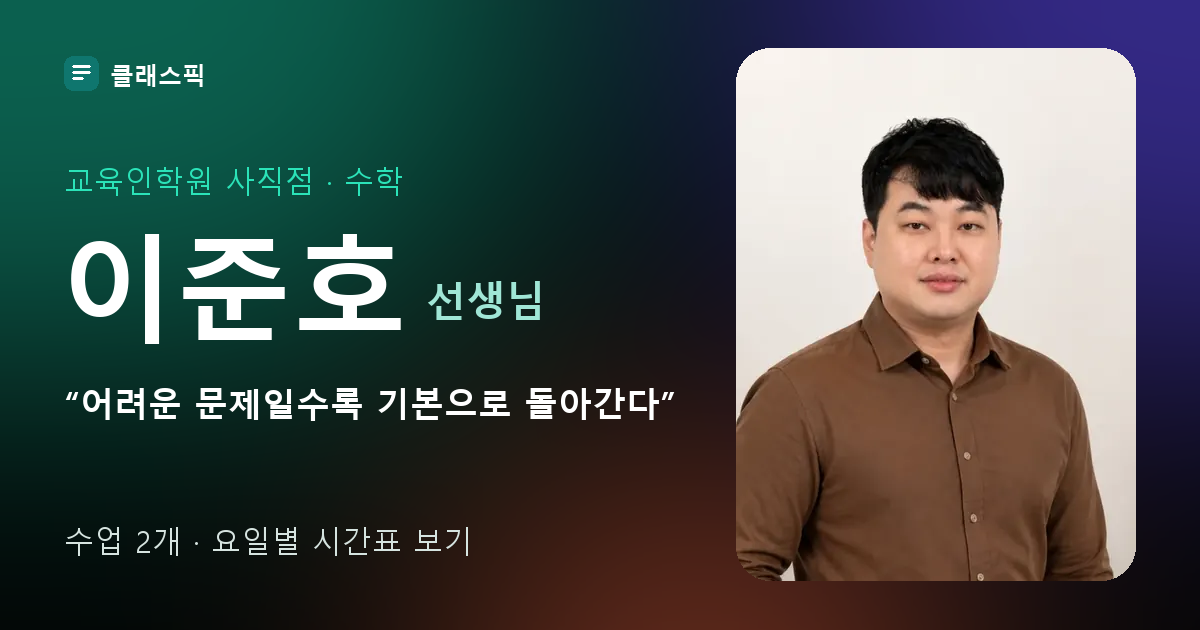 클래스픽
교육인학원 사직점 · 수학
이준호 선생님
“어려운 문제일수록 기본으로 돌아간다”
수업 2개 · 요일별 시간표 보기